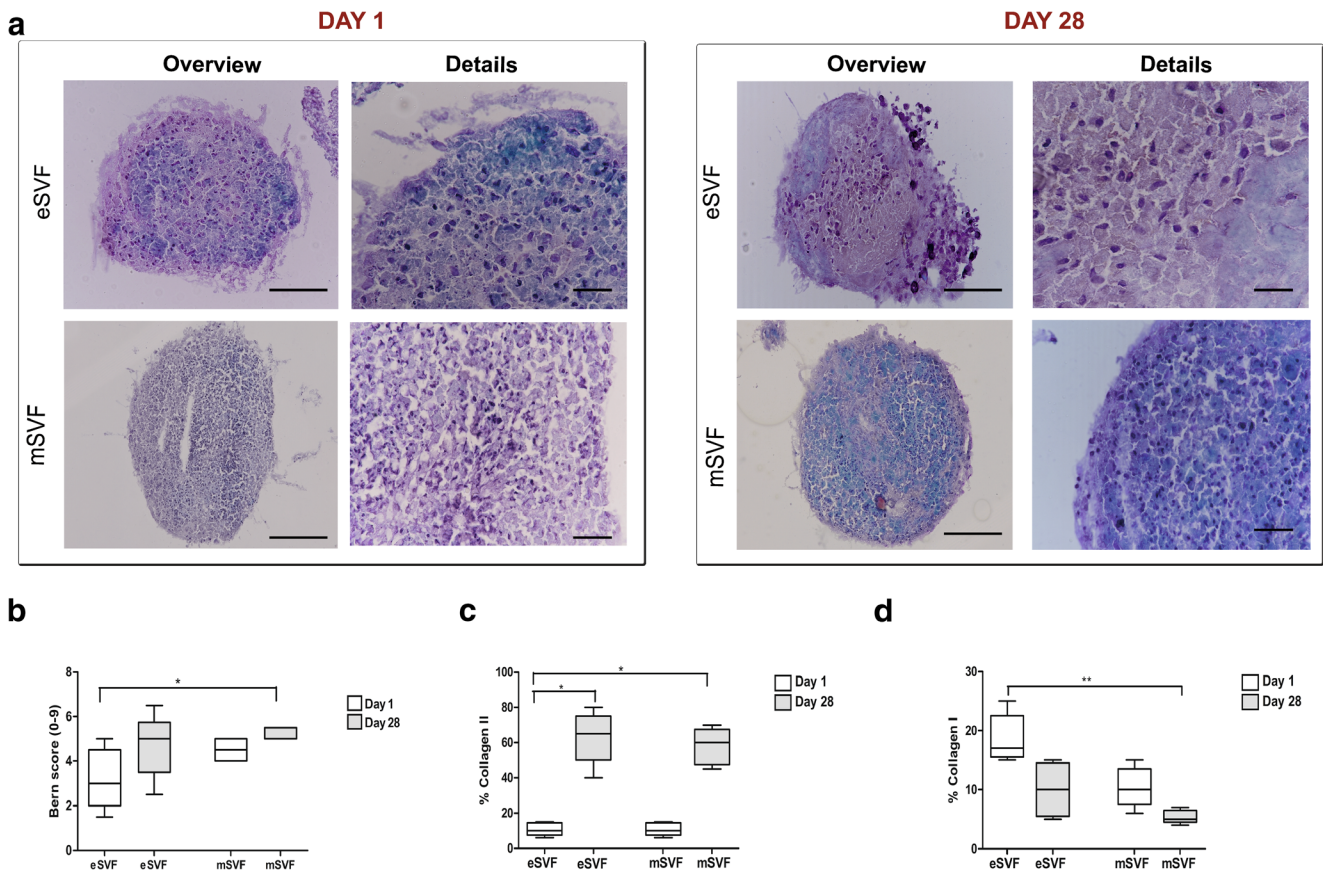 a
DAY 1
DAY 28
Overview
Details
Overview
Details
eSVF
eSVF
mSVF
mSVF
b
c
d
Bern score (0-9)
8
6
4
2
0
*
eSVF
eSVF
mSVF
mSVF
Day 1
Day 28
% Collagen II
100
80
60
40
20
0
*
*
eSVF
eSVF
mSVF
mSVF
Day 1
Day 28
% Collagen I
30
20
10
0
**
eSVF
eSVF
mSVF
mSVF
Day 1
Day 28